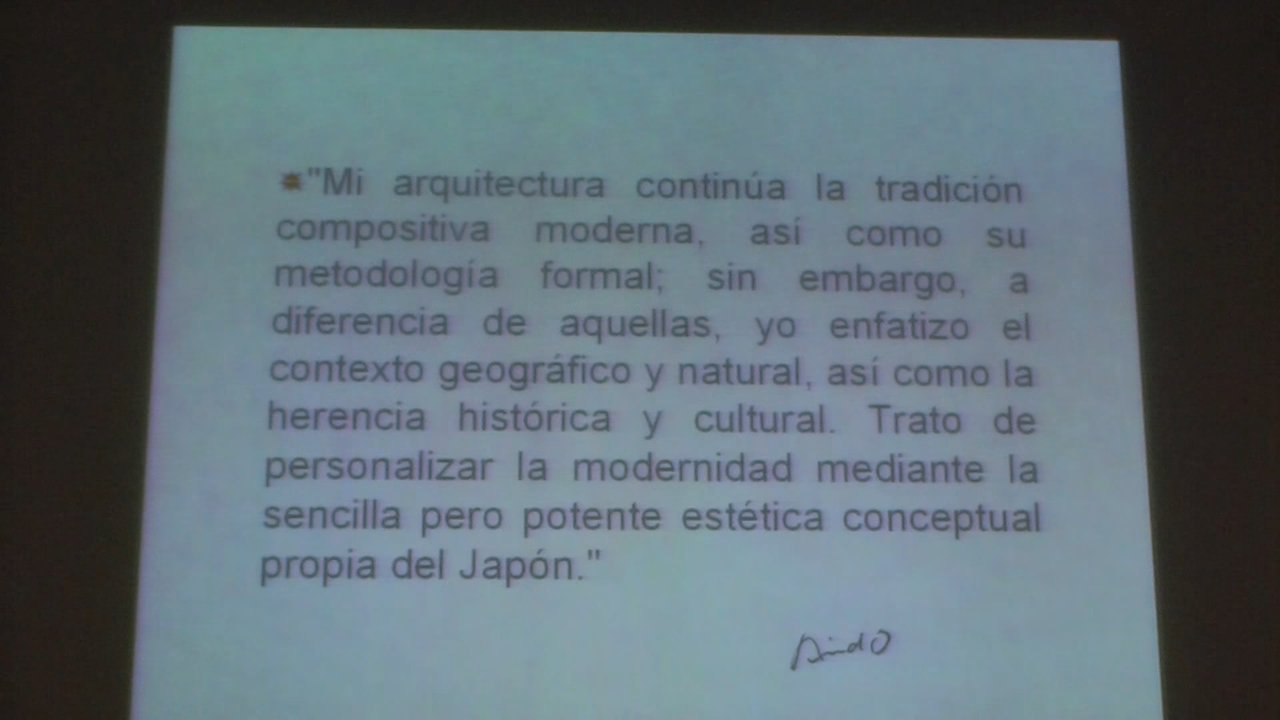 "Mi arquitectura continúa la tradición
compositiva moderna, así como su
metodología formal; sin embargo, a
diferencia de aquellas, yo enfatizo el
contexto geográfico y natural, así como la
herencia histórica y cultural. Trato de
personalizar la modernidad mediante la
sencilla pero potente estética conceptual
propia del Japón."
Ando